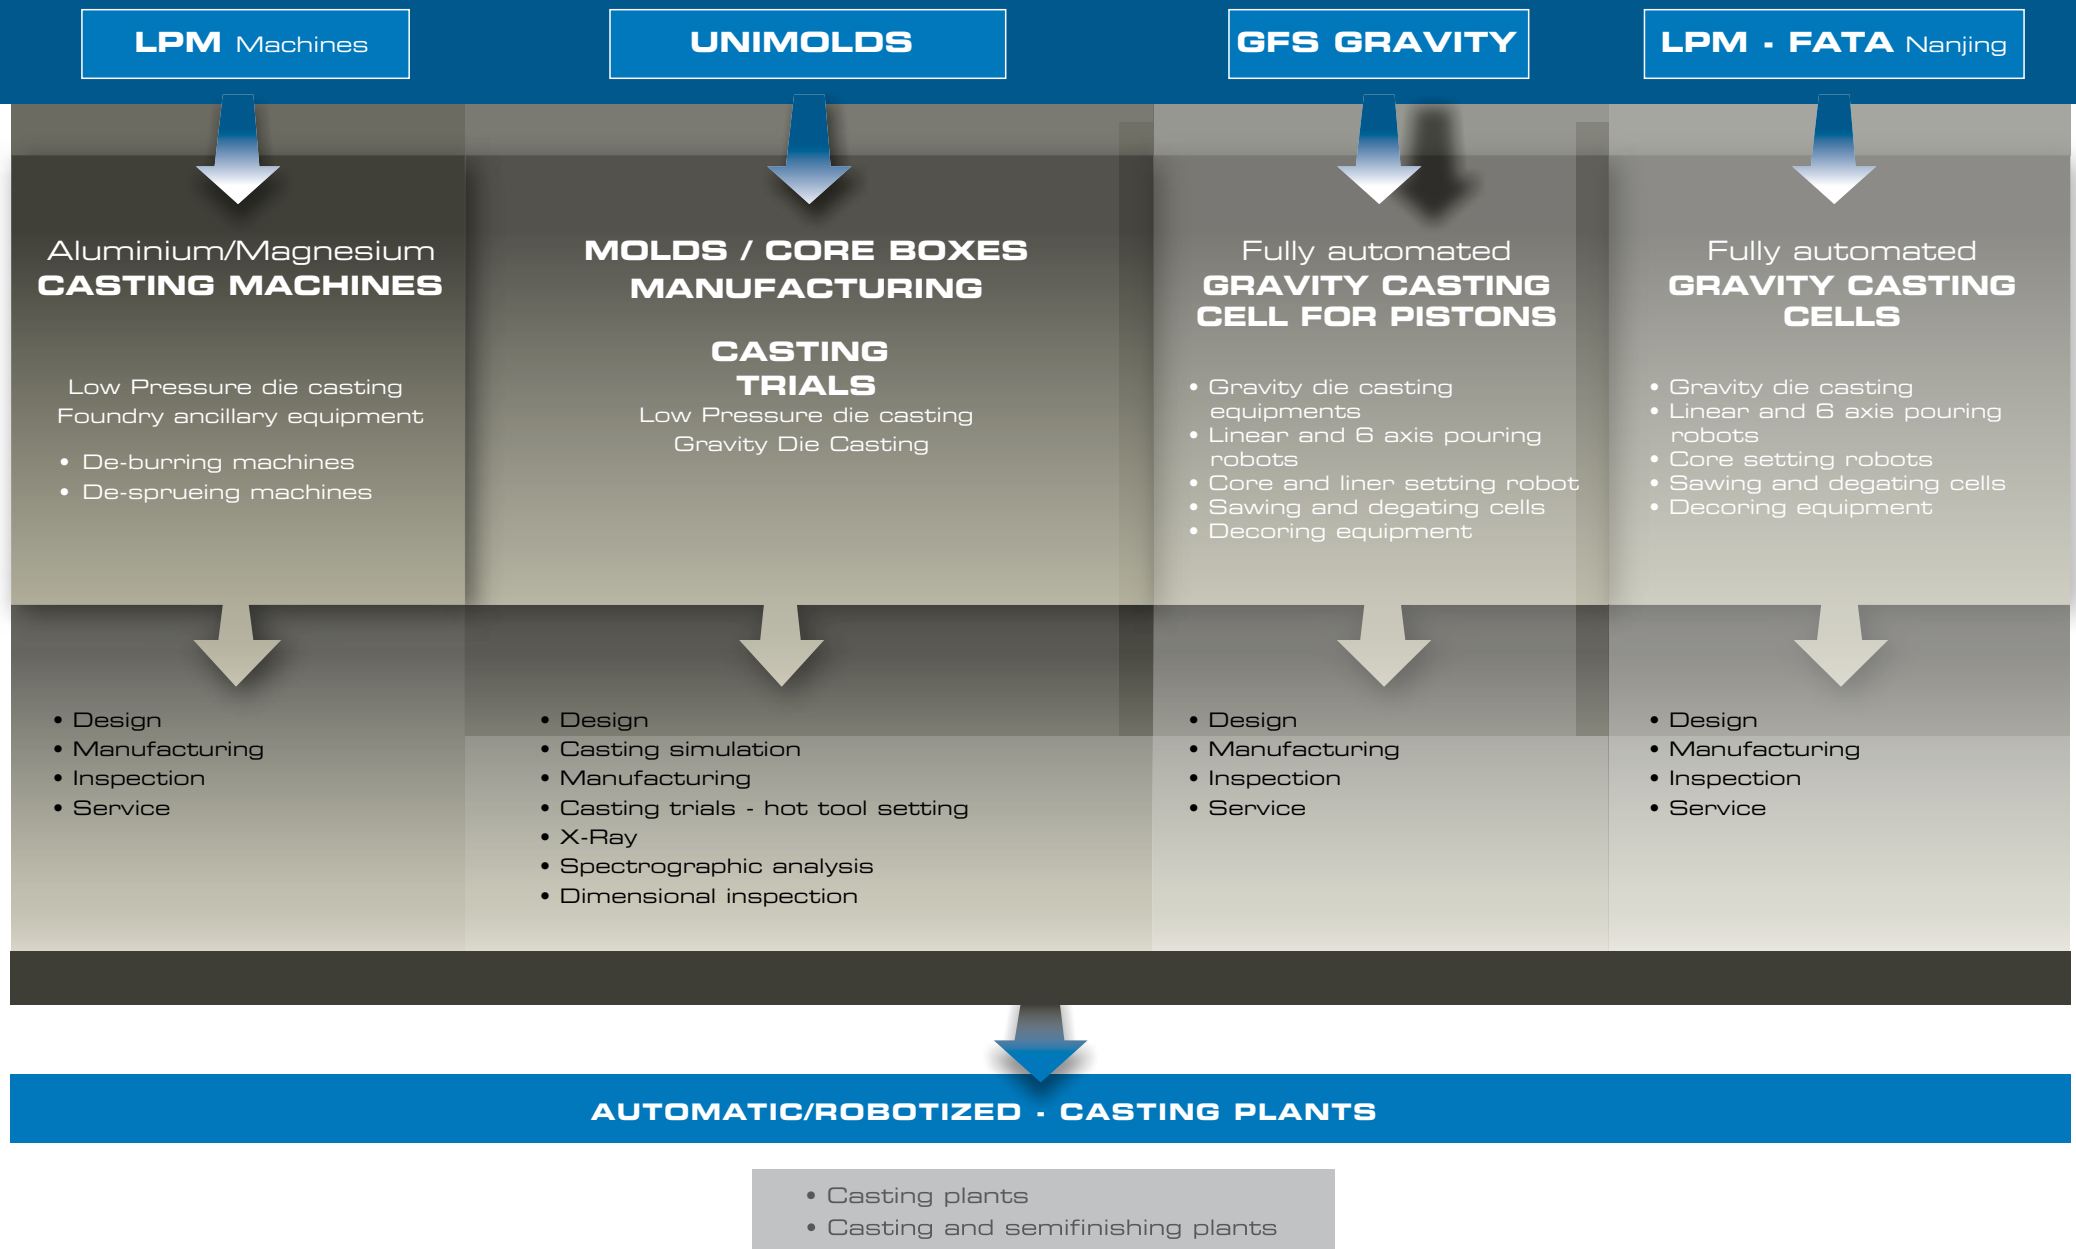 LPM Machines
UNIMOLDS
GFS GRAVITY
LPM - FATA Nanjing
Aluminium/Magnesium
CASTING MACHINES
Low Pressure die casting
Foundry ancillary equipment
• De-burring machines
• De-sprueing machines
MOLDS / CORE BOXES
MANUFACTURING
CASTING
TRIALS
Low Pressure die casting
Gravity Die Casting
Fully automated
GRAVITY CASTING
CELL FOR PISTONS
• Gravity die casting
equipments
• Linear and 6 axis pouring
robots
• Core and liner setting robot
• Sawing and degating cells
• Decoring equipment
Fully automated
GRAVITY CASTING
CELLS
• Gravity die casting
• Linear and 6 axis pouring
robots
• Core setting robots
• Sawing and degating cells
• Decoring equipment
• Design
• Manufacturing
• Inspection
• Service
• Design
• Casting simulation
• Manufacturing
• Casting trials - hot tool setting
• X-Ray
• Spectrographic analysis
• Dimensional inspection
• Design
• Manufacturing
• Inspection
• Service
• Design
• Manufacturing
• Inspection
• Service
AUTOMATIC/ROBOTIZED - CASTING PLANTS
• Casting plants
• Casting and semifinishing plants